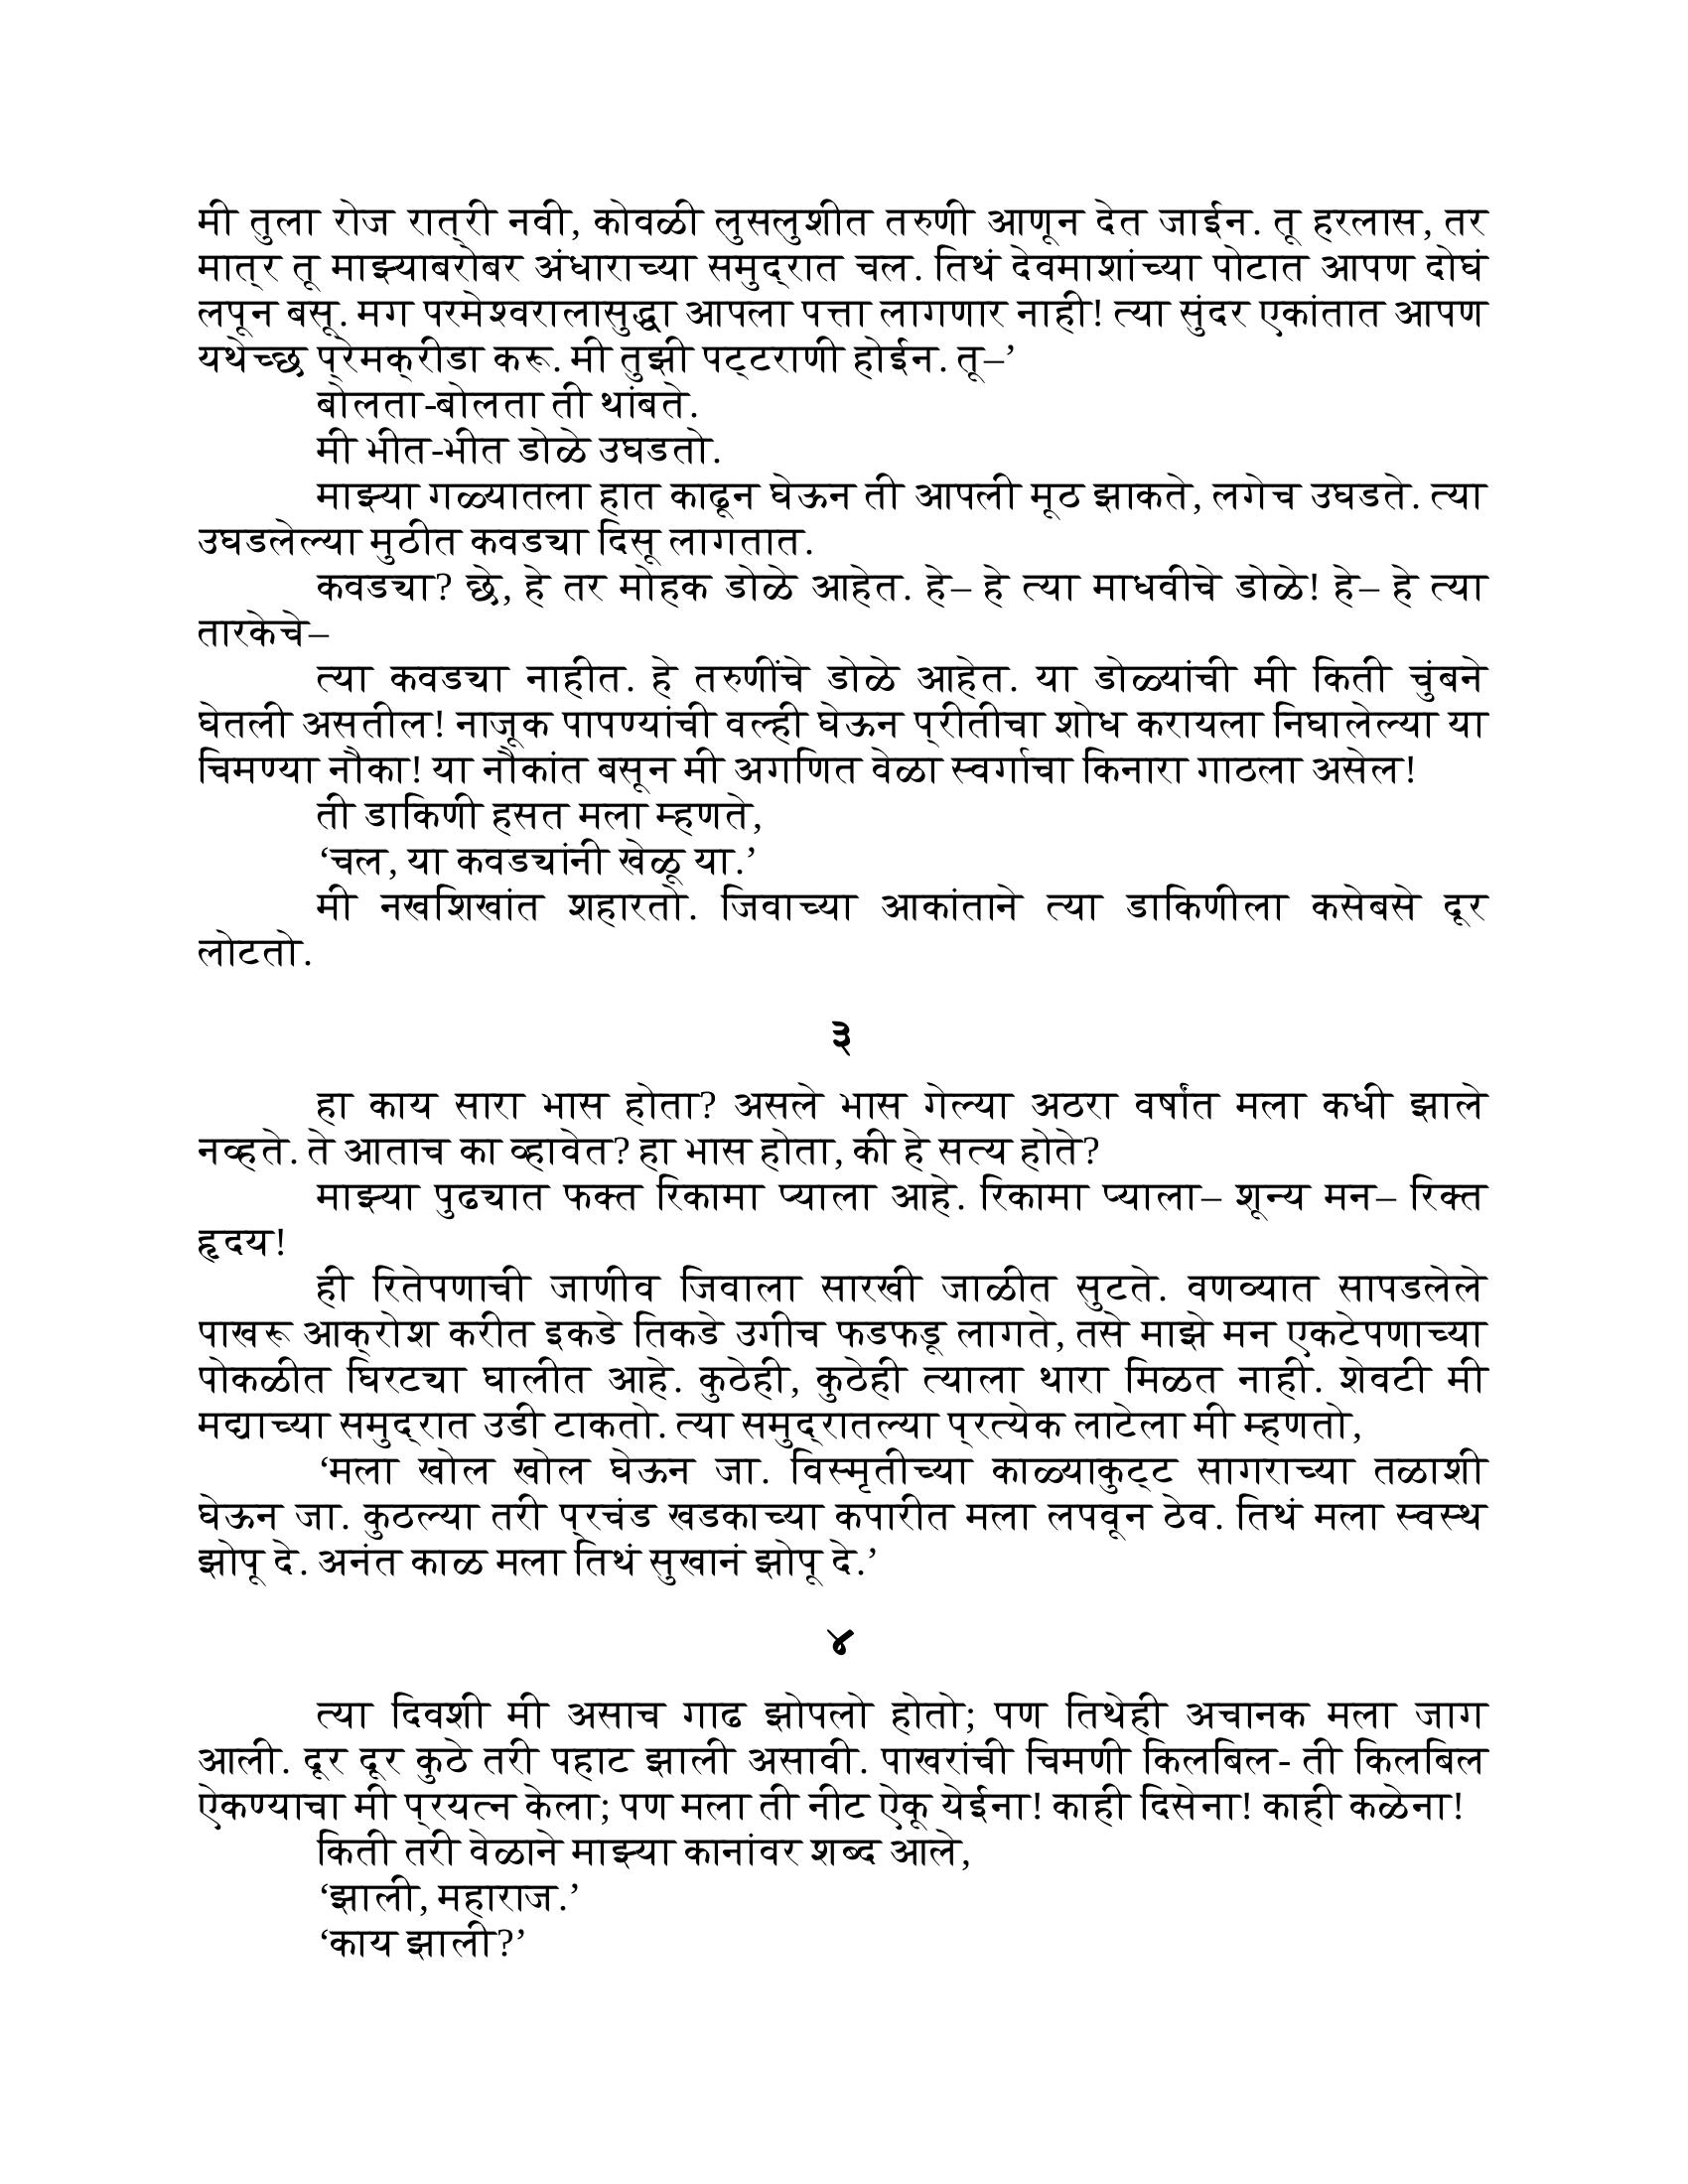 मी तुला रोज रात्री नवी, कोवळी लुसलुशीत तरुणी आणून देत जाईन. तू हरलास, तर
मात्र तू माझ्याबरोबर अंधाराच्या समुद्रात चल. तिथं देवमाशांच्या पोटात आपण दोघं
लपून बसू. मग परमेश्वरालासुद्धा आपला पत्ता लागणार नाही! त्या सुंदर एकांतात आपण
यथेच्छ प्रेमक्रीडा करू. मी तुझी पट्टराणी होईन. तू–’
बोलता-बोलता ती थांबते.
मी भीत-भीत डोळे उघडतो.
माझ्या गळ्यातला हात काढून घेऊन ती आपली मूठ झाकते, लगेच उघडते. त्या
उघडलेल्या मुठीत कवड्या दिसू लागतात.
कवड्या? छे, हे तर मोहक डोळे आहेत. हे– हे त्या माधवीचे डोळे! हे– हे त्या
तारकेचे–
त्या कवड्या नाहीत. हे तरुणींचे डोळे आहेत. या डोळ्यांची मी किती चुंबने
घेतली असतील! नाजूक पापण्यांची वल्ही घेऊन प्रीतीचा शोध करायला निघालेल्या या
चिमण्या नौका! या नौकांत बसून मी अगणित वेळा स्वर्गाचा किनारा गाठला असेल!
ती डाकिणी हसत मला म्हणते,
‘चल, या कवड्यांनी खेळू या.’
मी नखशिखांत शहारतो. जिवाच्या आकांताने त्या डाकिणीला कसेबसे दूर
लोटतो.
३
हा काय सारा भास होता? असले भास गेल्या अठरा वर्षांत मला कधी झाले
नव्हते. ते आताच का व्हावेत? हा भास होता, की हे सत्य होते?
माझ्या पुढ्यात फक्त रिकामा प्याला आहे. रिकामा प्याला– शून्य मन– रिक्त
हृदय!
ही रितेपणाची जाणीव जिवाला सारखी जाळीत सुटते. वणव्यात सापडलेले
पाखरू आक्रोश करीत इकडे तिकडे उगीच फडफडू लागते, तसे माझे मन एकटेपणाच्या
पोकळीत घिरट्या घालीत आहे. कुठेही, कुठेही त्याला थारा मिळत नाही. शेवटी मी
मद्याच्या समुद्रात उडी टाकतो. त्या समुद्रातल्या प्रत्येक लाटेला मी म्हणतो,
‘मला खोल खोल घेऊन जा. विस्मृतीच्या काळ्याकुट्ट सागराच्या तळाशी
घेऊन जा. कुठल्या तरी प्रचंड खडकाच्या कपारीत मला लपवून ठेव. तिथं मला स्वस्थ
झोपू दे. अनंत काळ मला तिथं सुखानं झोपू दे.’
४
त्या दिवशी मी असाच गाढ झोपलो होतो; पण तिथेही अचानक मला जाग
आली. दूर दूर कुठे तरी पहाट झाली असावी. पाखरांची चिमणी किलबिल- ती किलबिल
ऐकण्याचा मी प्रयत्न केला; पण मला ती नीट ऐकू येईना! काही दिसेना! काही कळेना!
किती तरी वेळाने माझ्या कानांवर शब्द आले,
‘झाली, महाराज.’
‘काय झाली?’